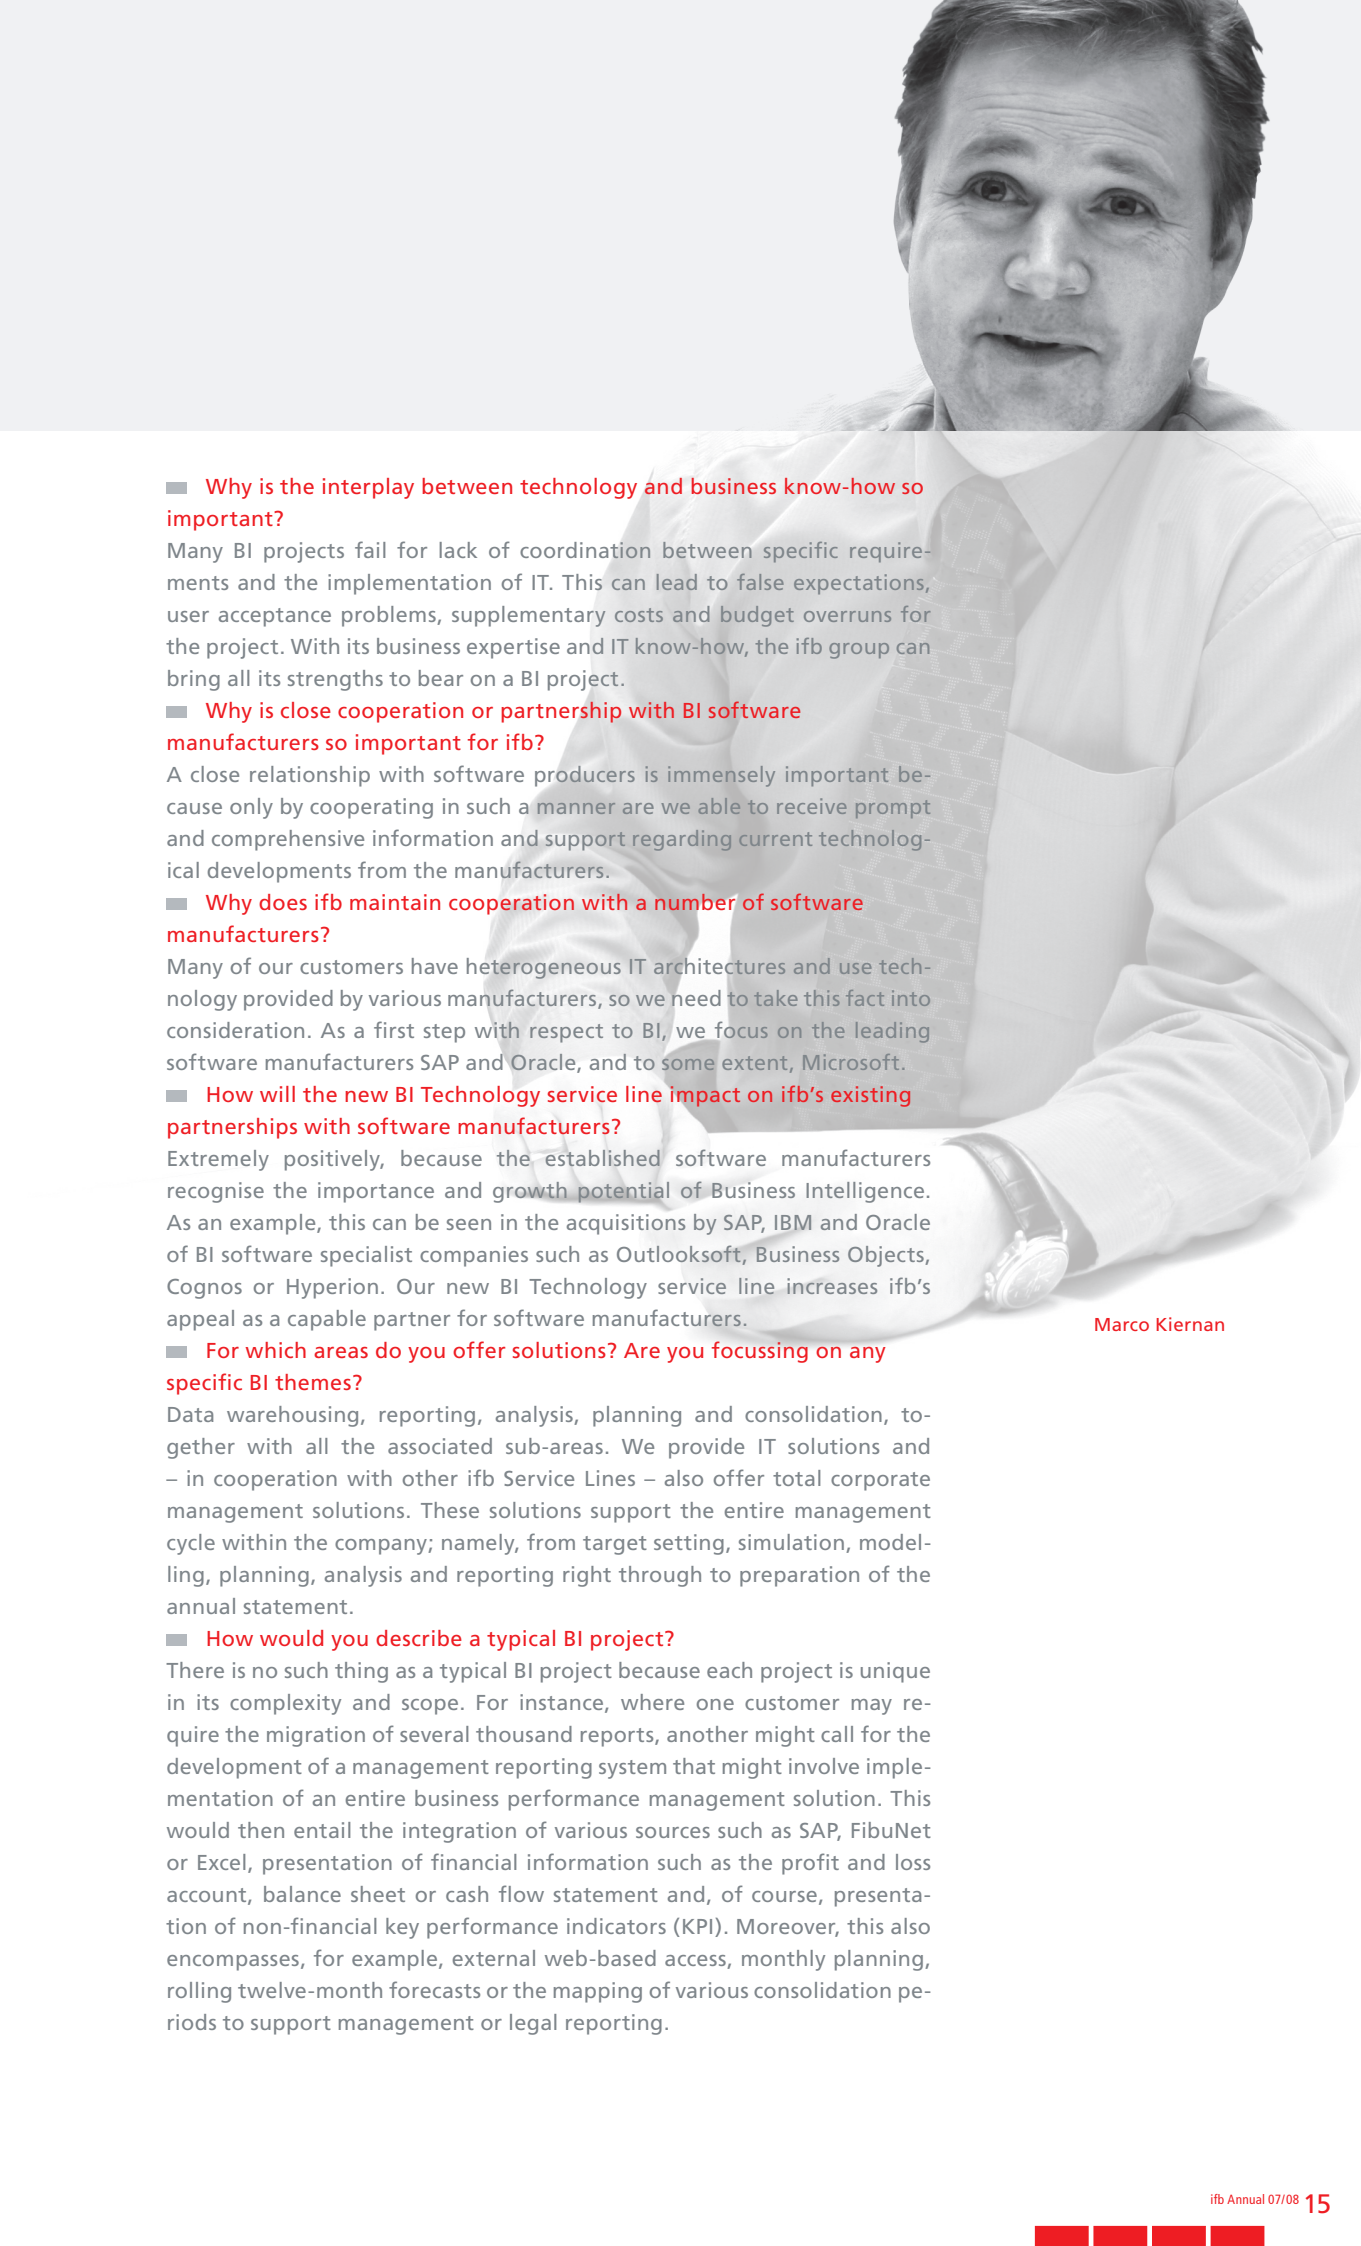 Why is the interplay between technology and business know-how so
important?
Many BI projects fail for lack of coordination between specific require-
ments and the implementation of IT. This can lead to false expectations,
user acceptance problems, supplementary costs and budget overruns for
the project. With its business expertise and IT know-how, the ifb group can
bring all its strengths to bear on a BI project.
Why is close cooperation or partnership with BI software
manufacturers so important for ifb?
A close relationship with software producers is immensely important be-
cause only by cooperating in such a manner are we able to receive prompt
and comprehensive information and support regarding current technolog-
ical developments from the manufacturers.
Why does ifb maintain cooperation with a number of software
manufacturers?
Many of our customers have heterogeneous IT architectures and use tech-
nology provided by various manufacturers, so we need to take this fact into
consideration. As a first step with respect to BI, we focus on the leading
software manufacturers SAP and Oracle, and to some extent, Microsoft.
How will the new BI Technology service line impact on ifb's existing
partnerships with software manufacturers?
Extremely positively, because the established software manufacturers
recognise the importance and growth potential of Business Intelligence.
As an example, this can be seen in the acquisitions by SAP, IBM and Oracle
of BI software specialist companies such as Outlooksoft, Business Objects,
Cognos or Hyperion. Our new BI Technology service line increases ifb's
appeal as a capable partner for software manufacturers.
Marco Kiernan
For which areas do you offer solutions? Are you focussing on any
specific BI themes?
Data warehousing, reporting, analysis, planning and consolidation, to-
gether with all the associated sub-areas. We provide IT solutions and
– in cooperation with other ifb Service Lines – also offer total corporate
management solutions. These solutions support the entire management
cycle within the company; namely, from target setting, simulation, model-
ling, planning, analysis and reporting right through to preparation of the
annual statement.
How would you describe a typical BI project?
There is no such thing as a typical BI project because each project is unique
in its complexity and scope. For instance, where one customer may re-
quire the migration of several thousand reports, another might call for the
development of a management reporting system that might involve imple-
mentation of an entire business performance management solution. This
would then entail the integration of various sources such as SAP, FibuNet
or Excel, presentation of financial information such as the profit and loss
account, balance sheet or cash flow statement and, of course, presenta-
tion of non-financial key performance indicators (KPI). Moreover, this also
encompasses, for example, external web-based access, monthly planning,
rolling twelve-month forecasts or the mapping of various consolidation pe-
riods to support management or legal reporting.
ifb Annual 07/08 15